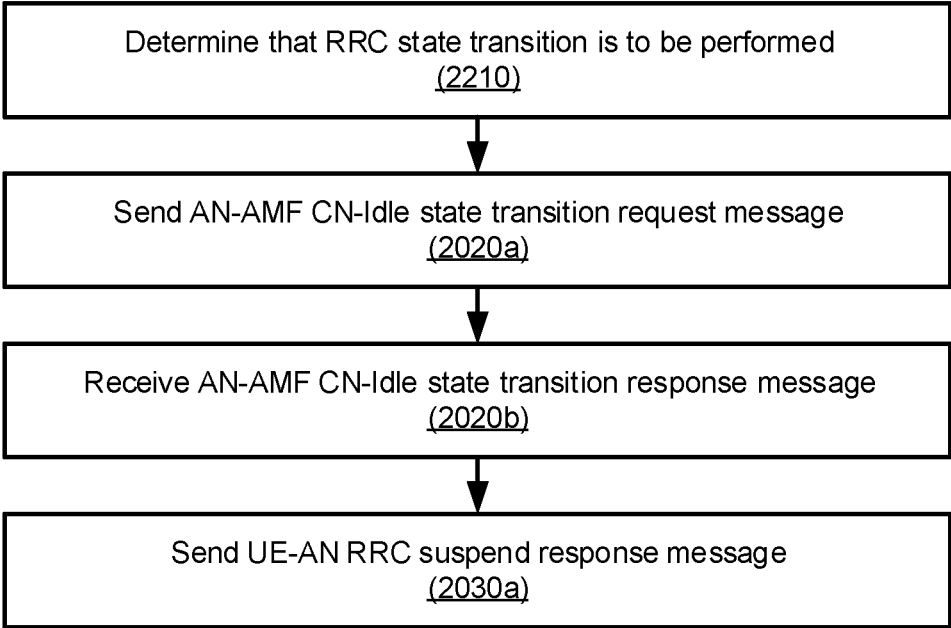 Determine that RRC state transition is to be performed
(2210)
Send AN-AMF CN-Idle state transition request message
(2020a)
Receive AN-AMF CN-Idle state transition response message
(2020b)
Send UE-AN RRC suspend response message
(2030a)